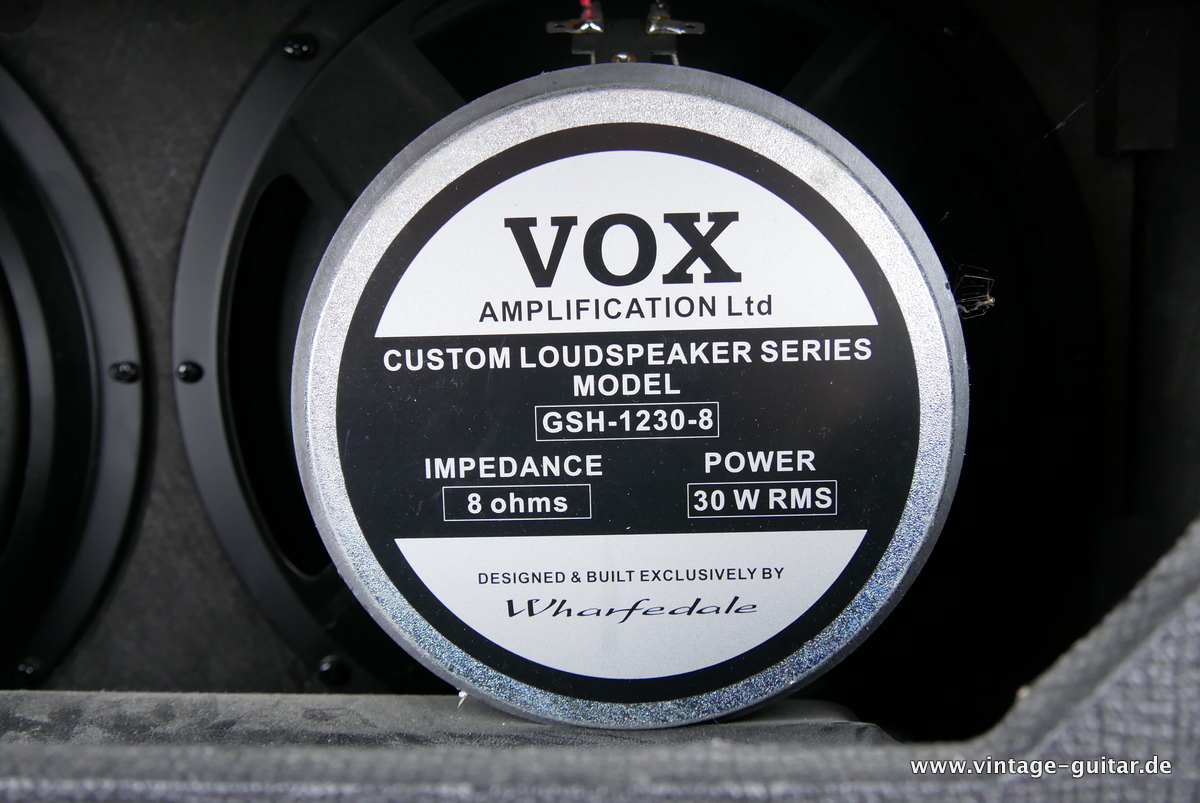 VOX
AMPLIFICATION Ltd
CUSTOM LOUDSPEAKER SERIES
MODEL
GSH-1230-8
IMPEDANCE POWER
8 ohms 30 W RMS
DESIGNED & BUILT EXCLUSIVELY BY
Wharfedale
www.vintage-guitar.de